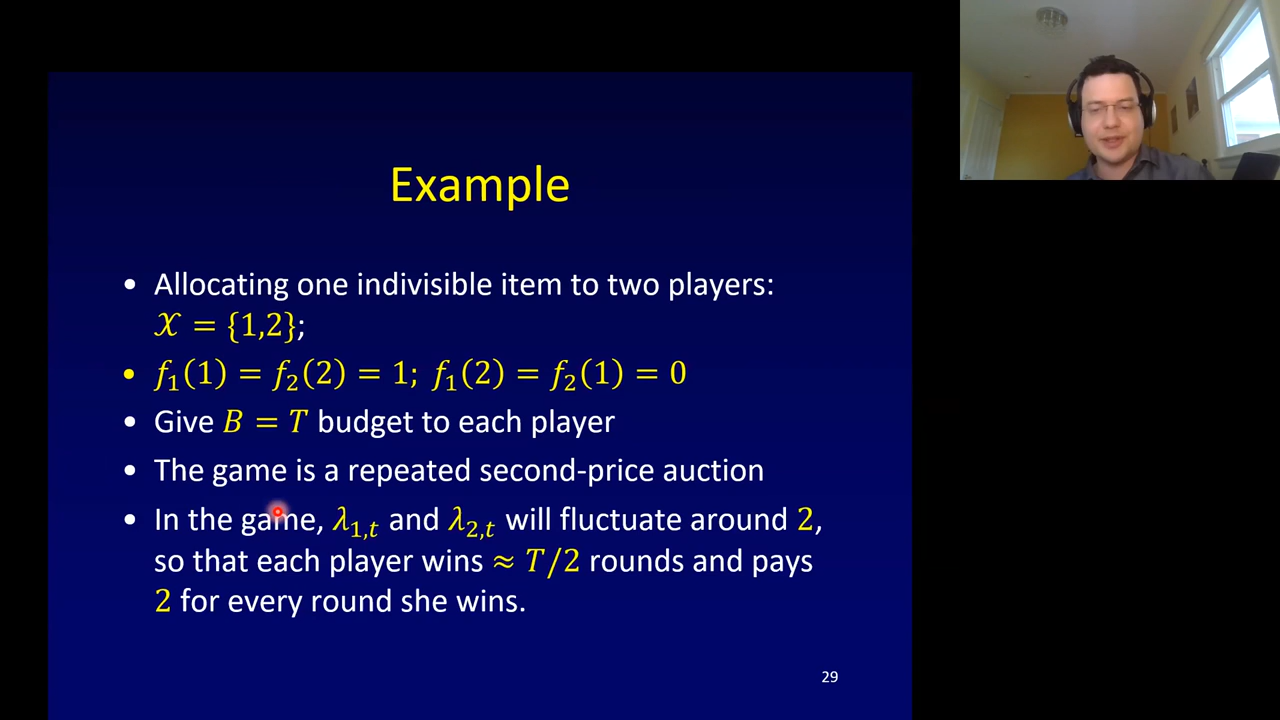 Example
• Allocating one indivisible item to two players:
𝒳 = {1,2};
• f₁(1) = f₂(2) = 1; f₁(2) = f₂(1) = 0
• Give B = T budget to each player
• The game is a repeated second-price auction
• In the game, λ₁,ₜ and λ₂,ₜ will fluctuate around 2,
so that each player wins ≈ T/2 rounds and pays
2 for every round she wins.
29